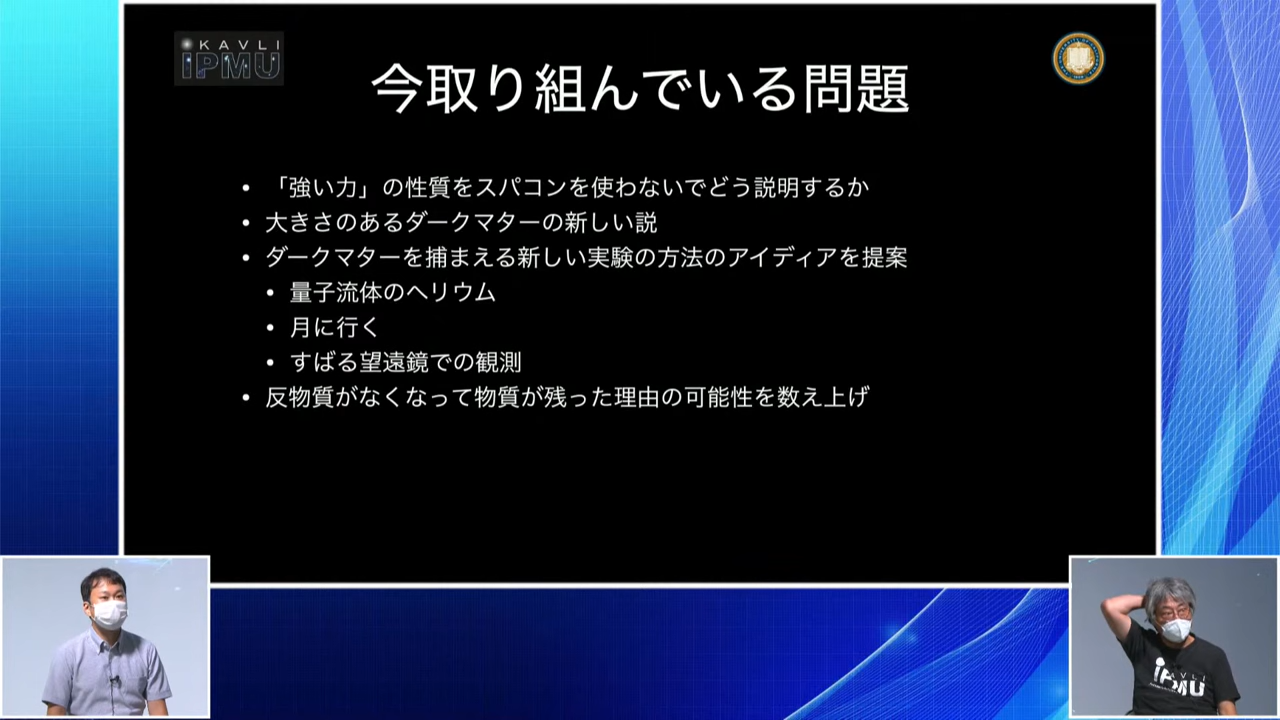 KAVLI
IPMU
今取り組んでいる問題
• 「強い力」の性質をスパコンを使わないでどう説明するか
• 大きさのあるダークマターの新しい説
• ダークマターを捕まえる新しい実験の方法のアイディアを提案
• 量子流体のヘリウム
• 月に行く
• すばる望遠鏡での観測
• 反物質がなくなって物質が残った理由の可能性を数え上げ
KAVLI
IPMU